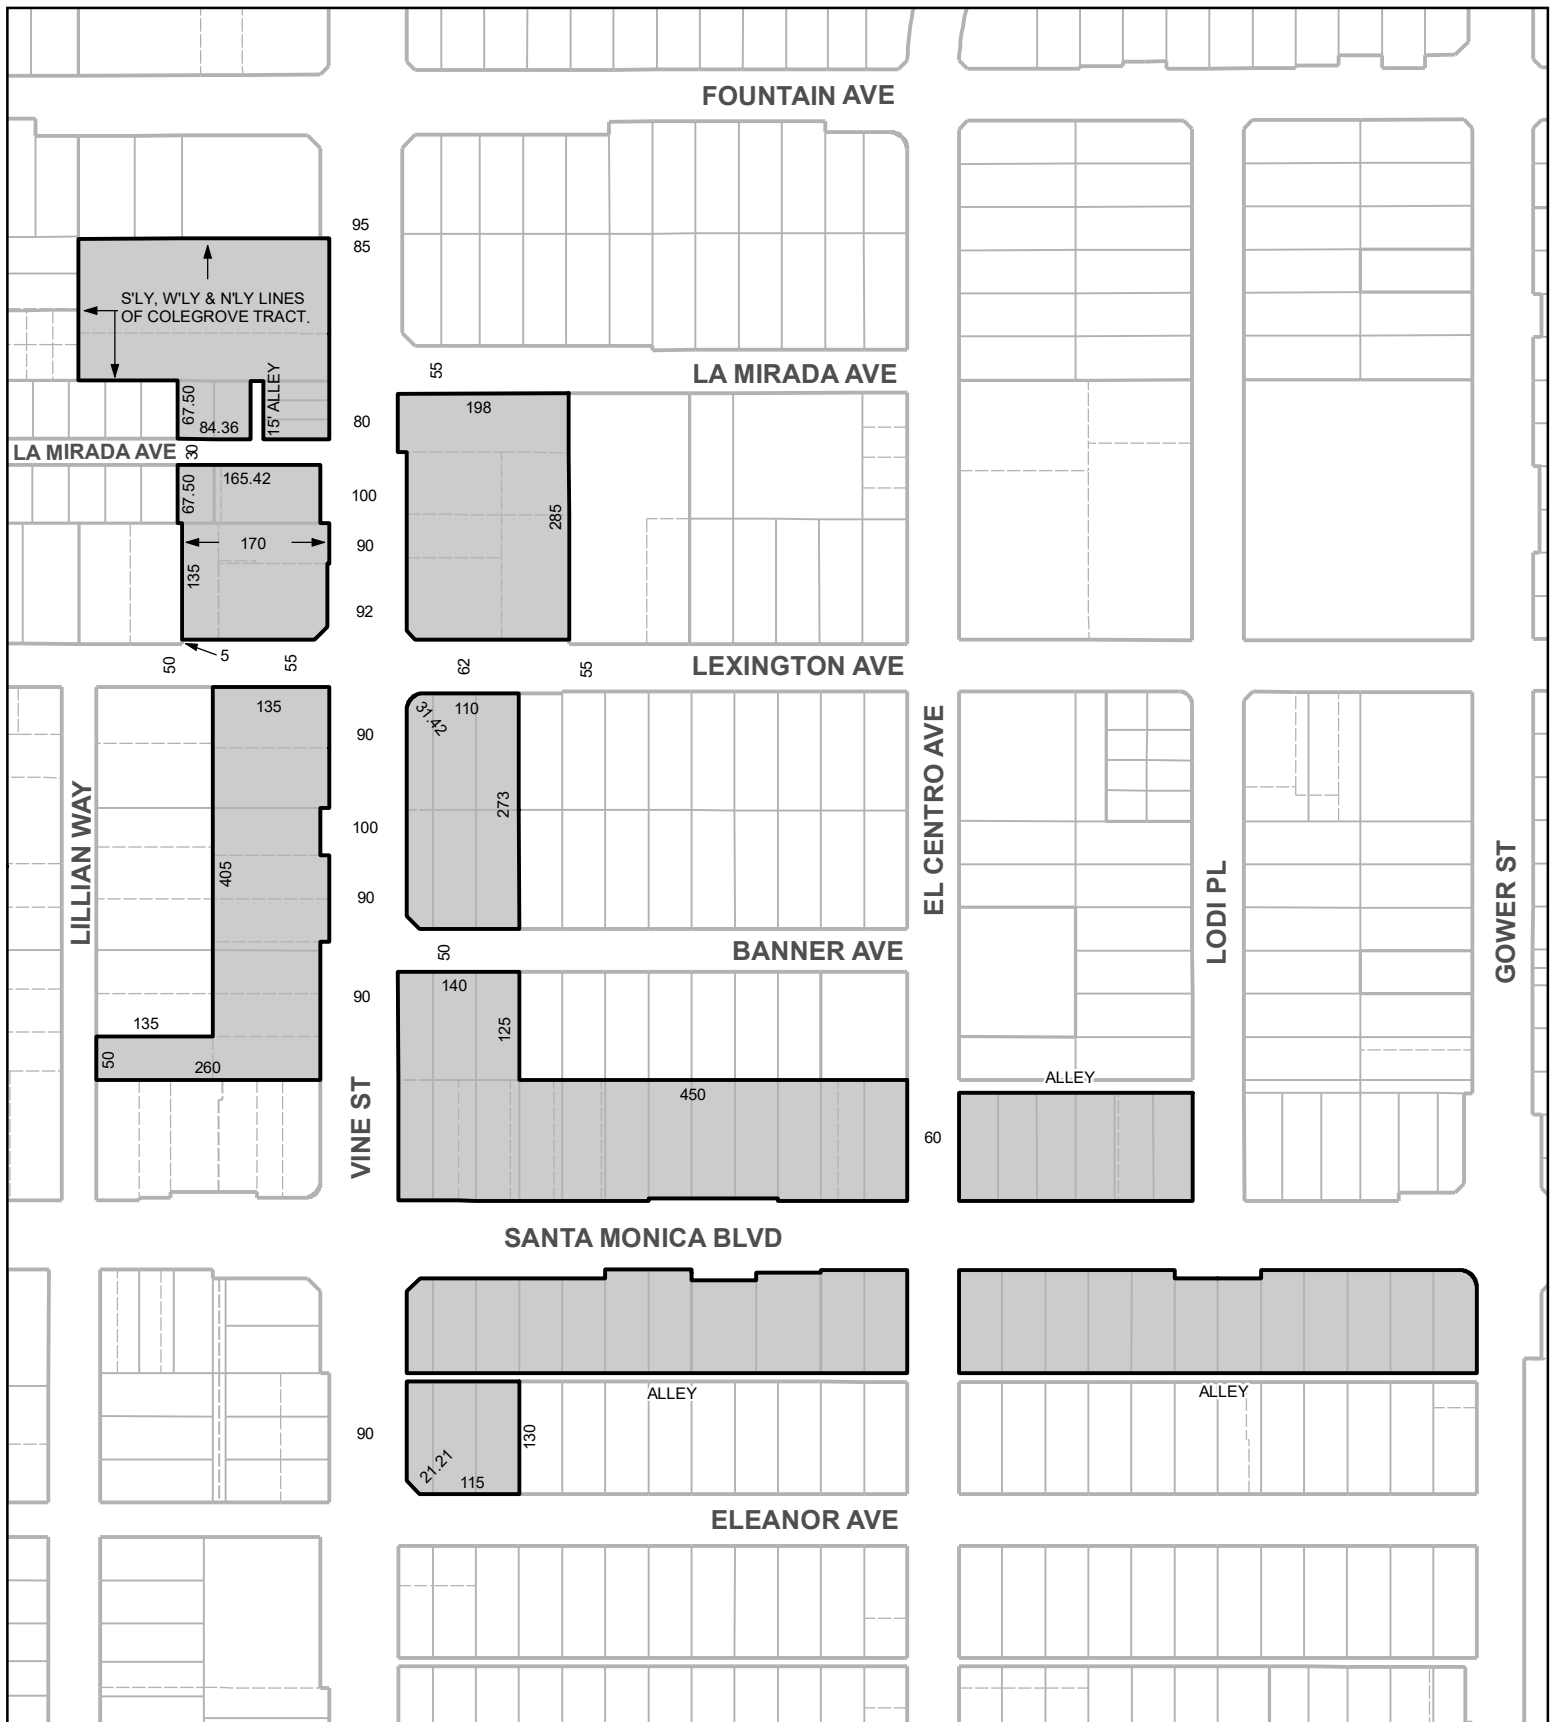 FOUNTAIN AVE
95
85
S'LY, W'LY & N'LY LINES
OF COLEGROVE TRACT.
55
LA MIRADA AVE
15' ALLEY
67.50
84.36
198
80
LA MIRADA AVE
30
165.42
67.50
100
285
170
90
135
92
5
50
55
62
55
LEXINGTON AVE
135
110
31.42
90
273
EL CENTRO AVE
LILLIAN WAY
100
405
90
LODI PL
GOWER ST
50
BANNER AVE
140
90
135
125
50
260
ALLEY
450
VINE ST
60
SANTA MONICA BLVD
ALLEY
ALLEY
90
130
21.21
115
ELEANOR AVE